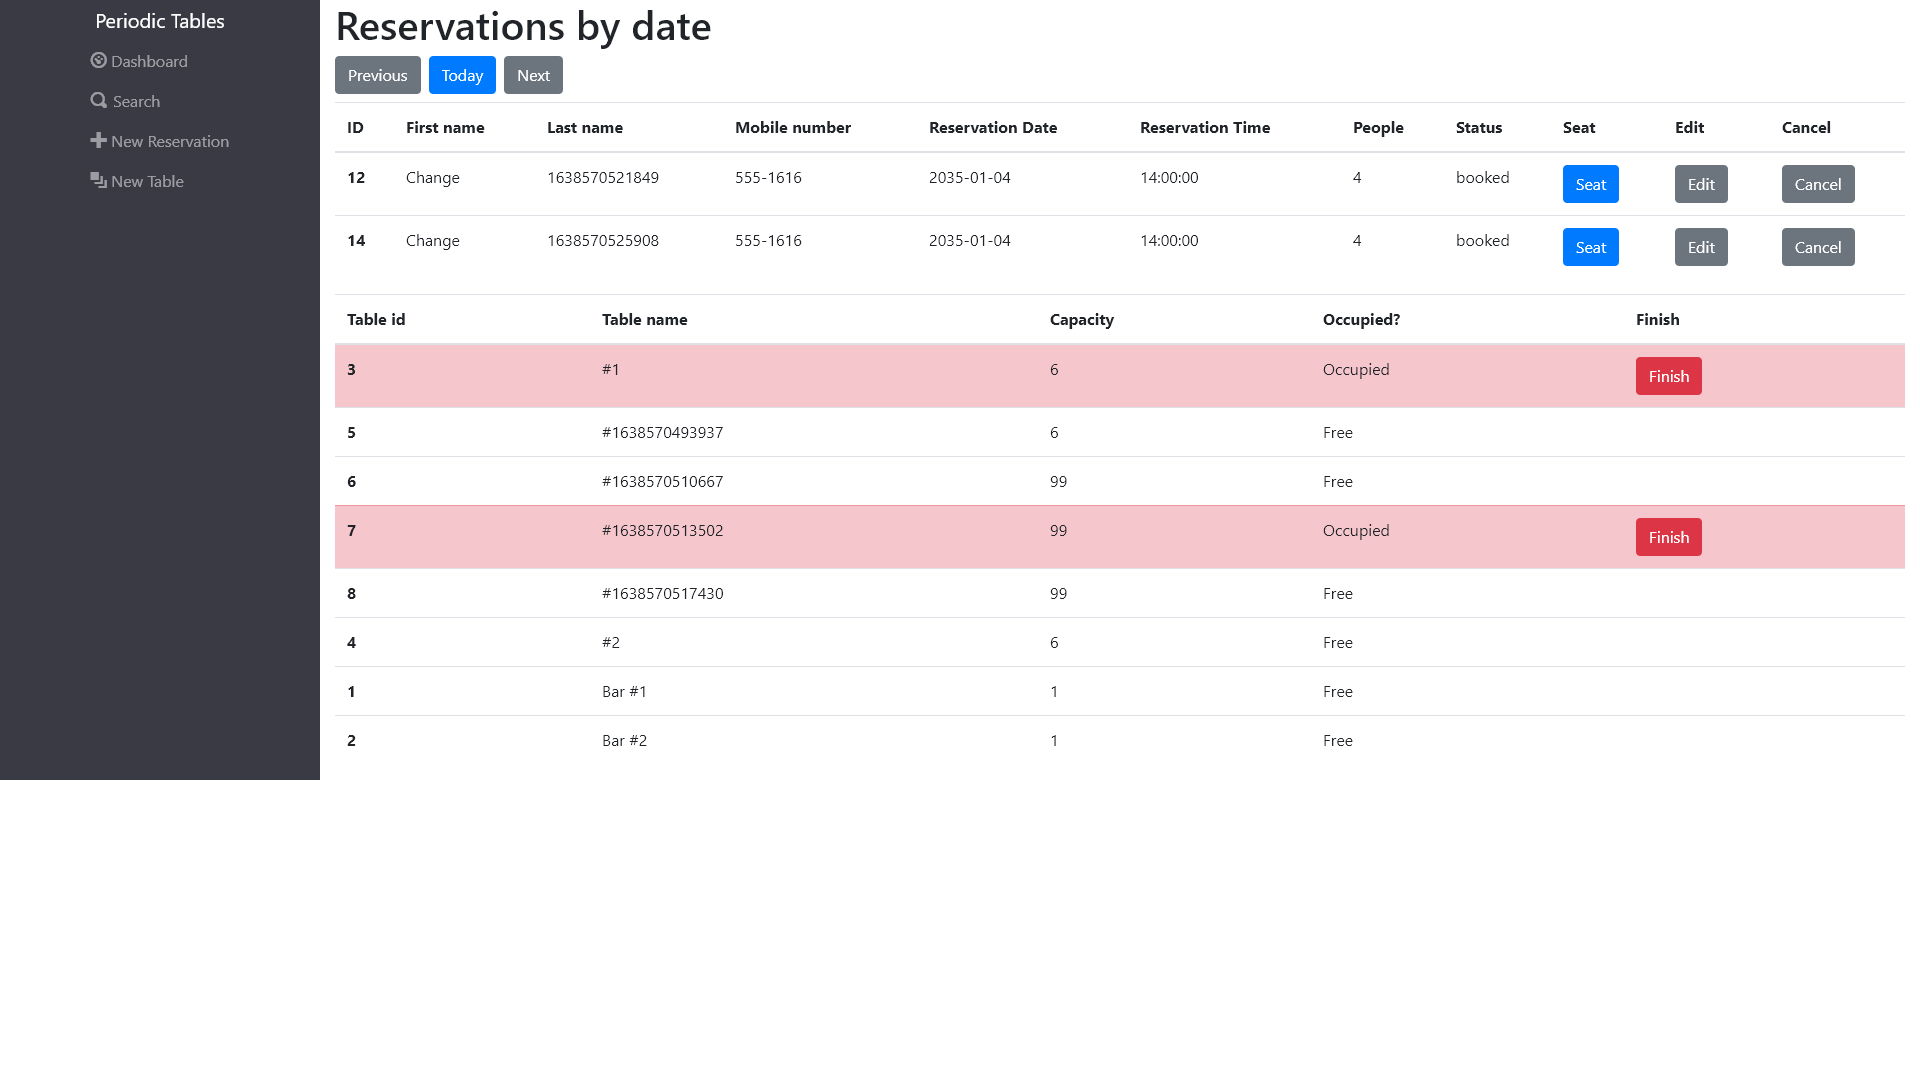 Periodic Tables
Dashboard
Search
New Reservation
New Table
Reservations by date
Previous Today Next
ID First name Last name Mobile number Reservation Date Reservation Time People Status Seat Edit Cancel
12 Change 1638570521849 555-1616 2035-01-04 14:00:00 4 booked Seat Edit Cancel
14 Change 1638570525908 555-1616 2035-01-04 14:00:00 4 booked Seat Edit Cancel
Table id Table name Capacity Occupied? Finish
3 #1 6 Occupied Finish
5 #1638570493937 6 Free
6 #1638570510667 99 Free
7 #1638570513502 99 Occupied Finish
8 #1638570517430 99 Free
4 #2 6 Free
1 Bar #1 1 Free
2 Bar #2 1 Free